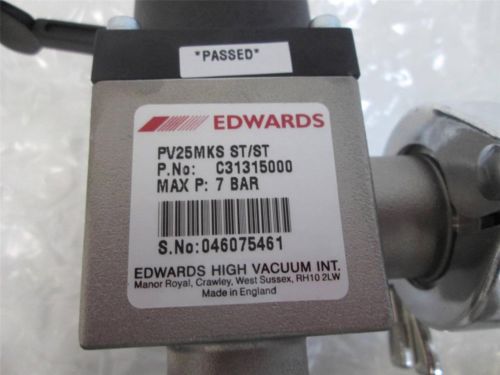 *PASSED*
EDWARDS
PV25MKS ST/ST
P.No: C31315000
MAX P: 7 BAR
S.No:046075461
EDWARDS HIGH VACUUM INT.
Manor Royal, Crawley, West Sussex, RH10 2LW
Made in England